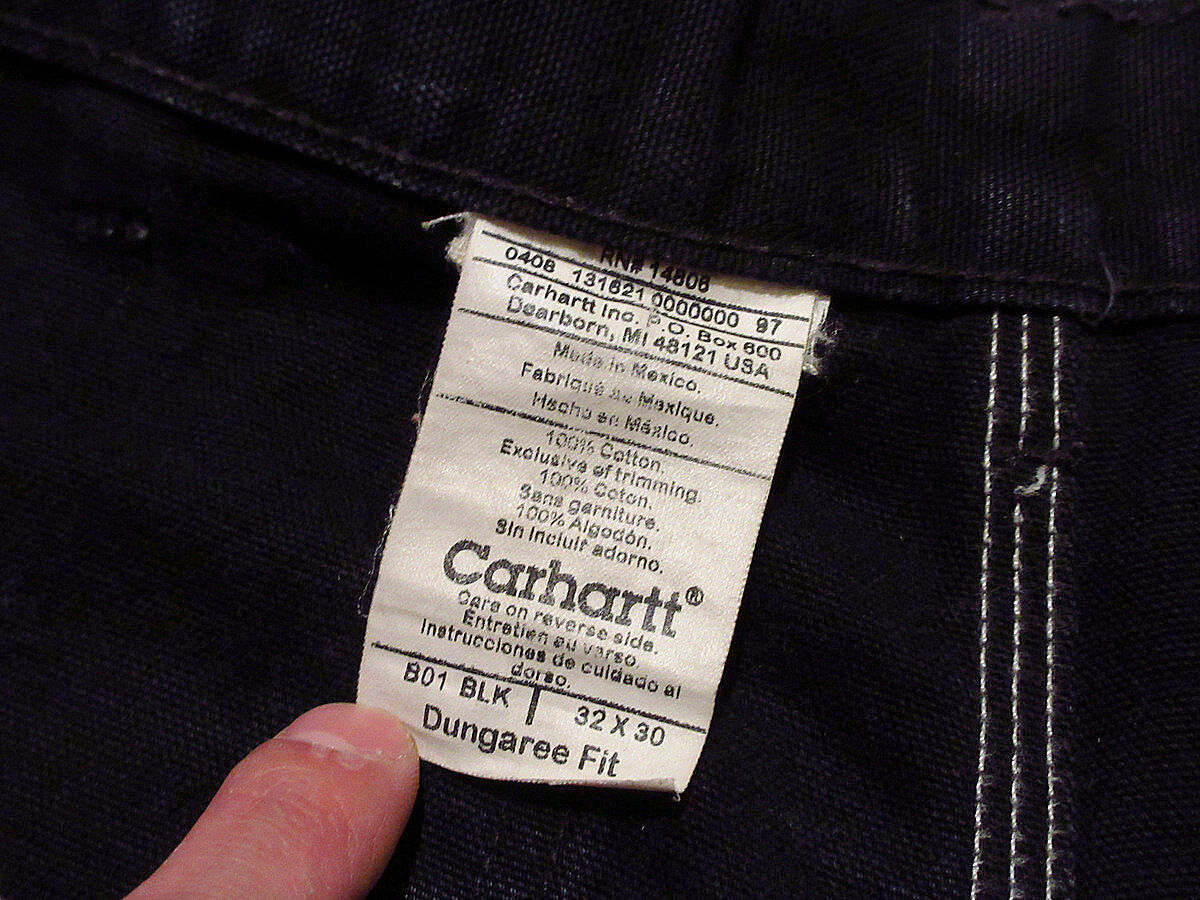 RN# 14806
0408 131621 0000000 97
Carhartt Inc. P.O. Box 600
Dearborn, MI 48121 USA
Made in Mexico.
Fabriqué au Mexique.
Hecho en México.
100% Cotton.
Exclusive of trimming.
100% Coton.
Sans garniture.
100% Algodón.
Sin incluir adorno.
Carhartt®
Care on reverse side.
Entretien au verso.
Instrucciones de cuidado al
dorso.
B01 BLK | 32 X 30
Dungaree Fit